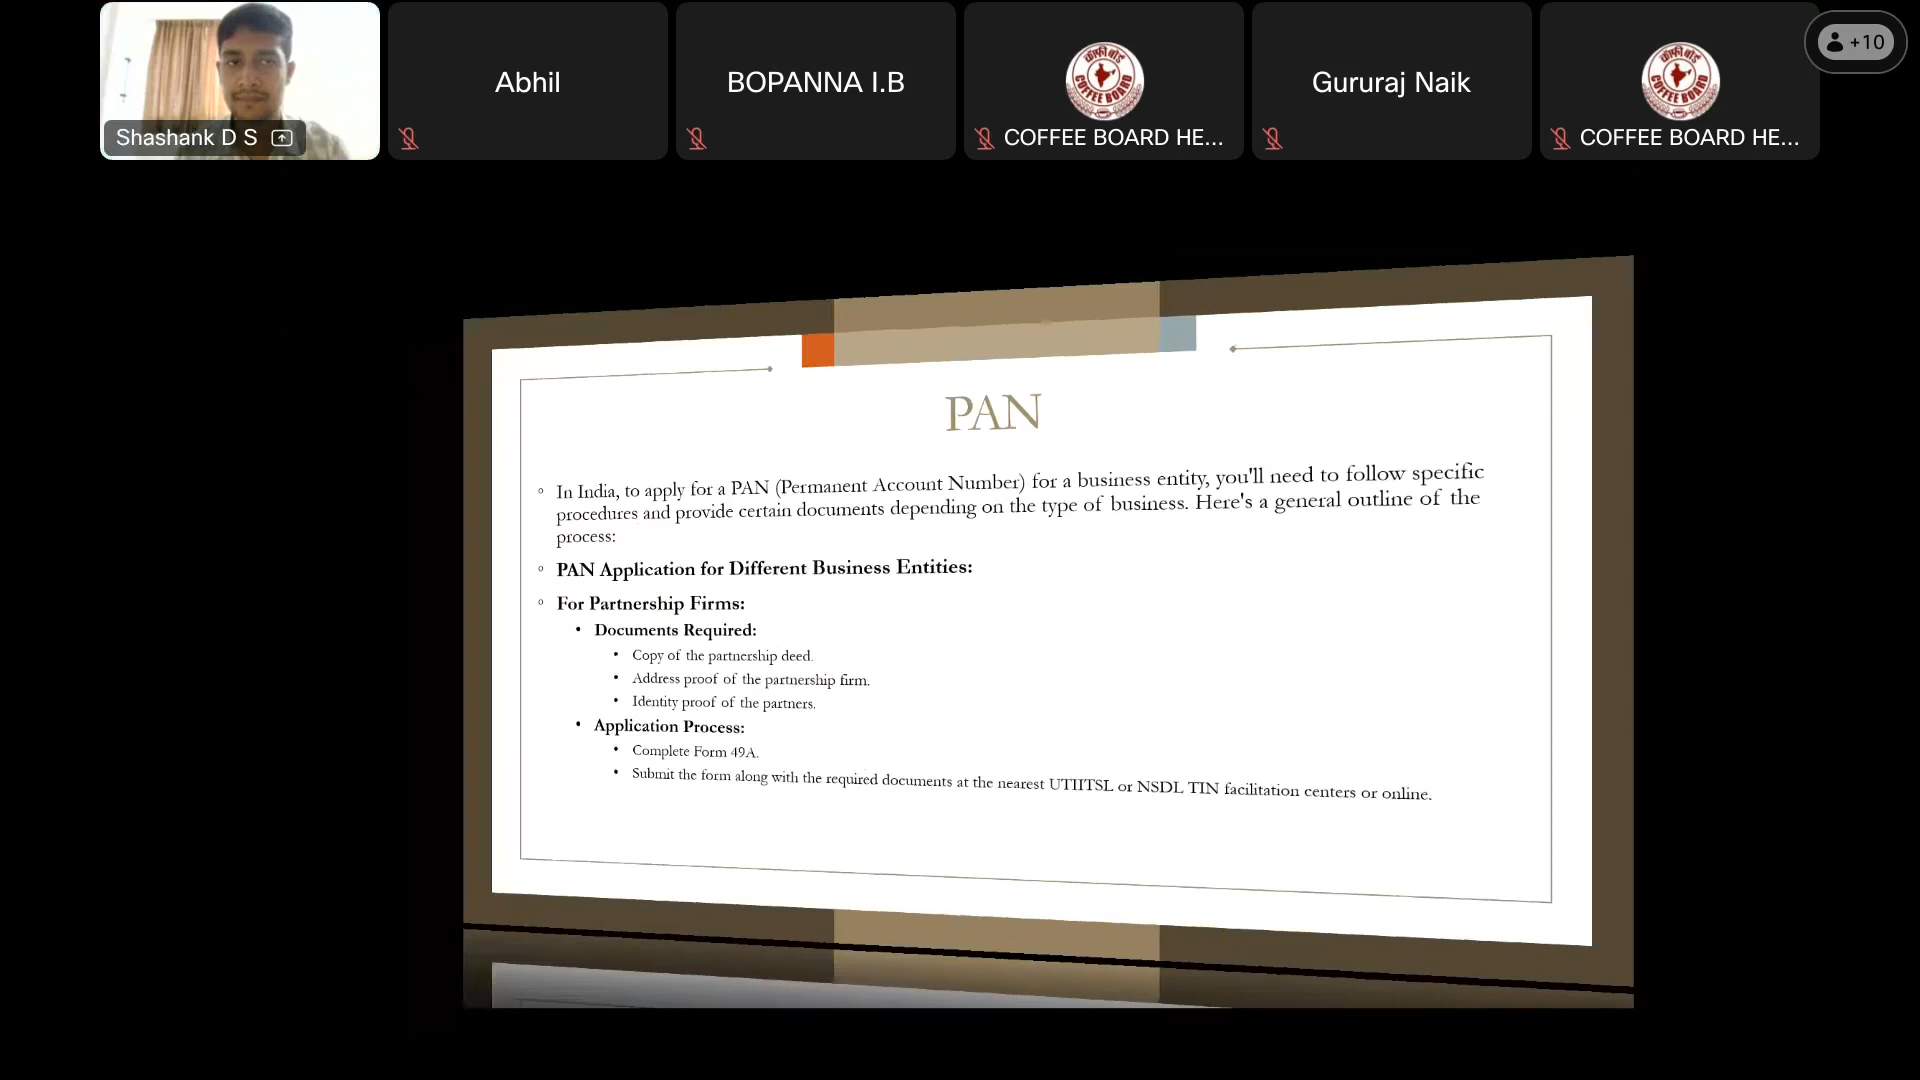 Shashank D S
Abhil
BOPANNA I.B
कॉफी बोर्ड
COFFEE BOARD
COFFEE BOARD HE...
Gururaj Naik
कॉफी बोर्ड
COFFEE BOARD
COFFEE BOARD HE...
+10
PAN
In India, to apply for a PAN (Permanent Account Number) for a business entity, you'll need to follow specific
procedures and provide certain documents depending on the type of business. Here's a general outline of the
process:
PAN Application for Different Business Entities:
For Partnership Firms:
Documents Required:
Copy of the partnership deed.
Address proof of the partnership firm.
Identity proof of the partners.
Application Process:
Complete Form 49A.
Submit the form along with the required documents at the nearest UTIITSL or NSDL TIN facilitation centers or online.